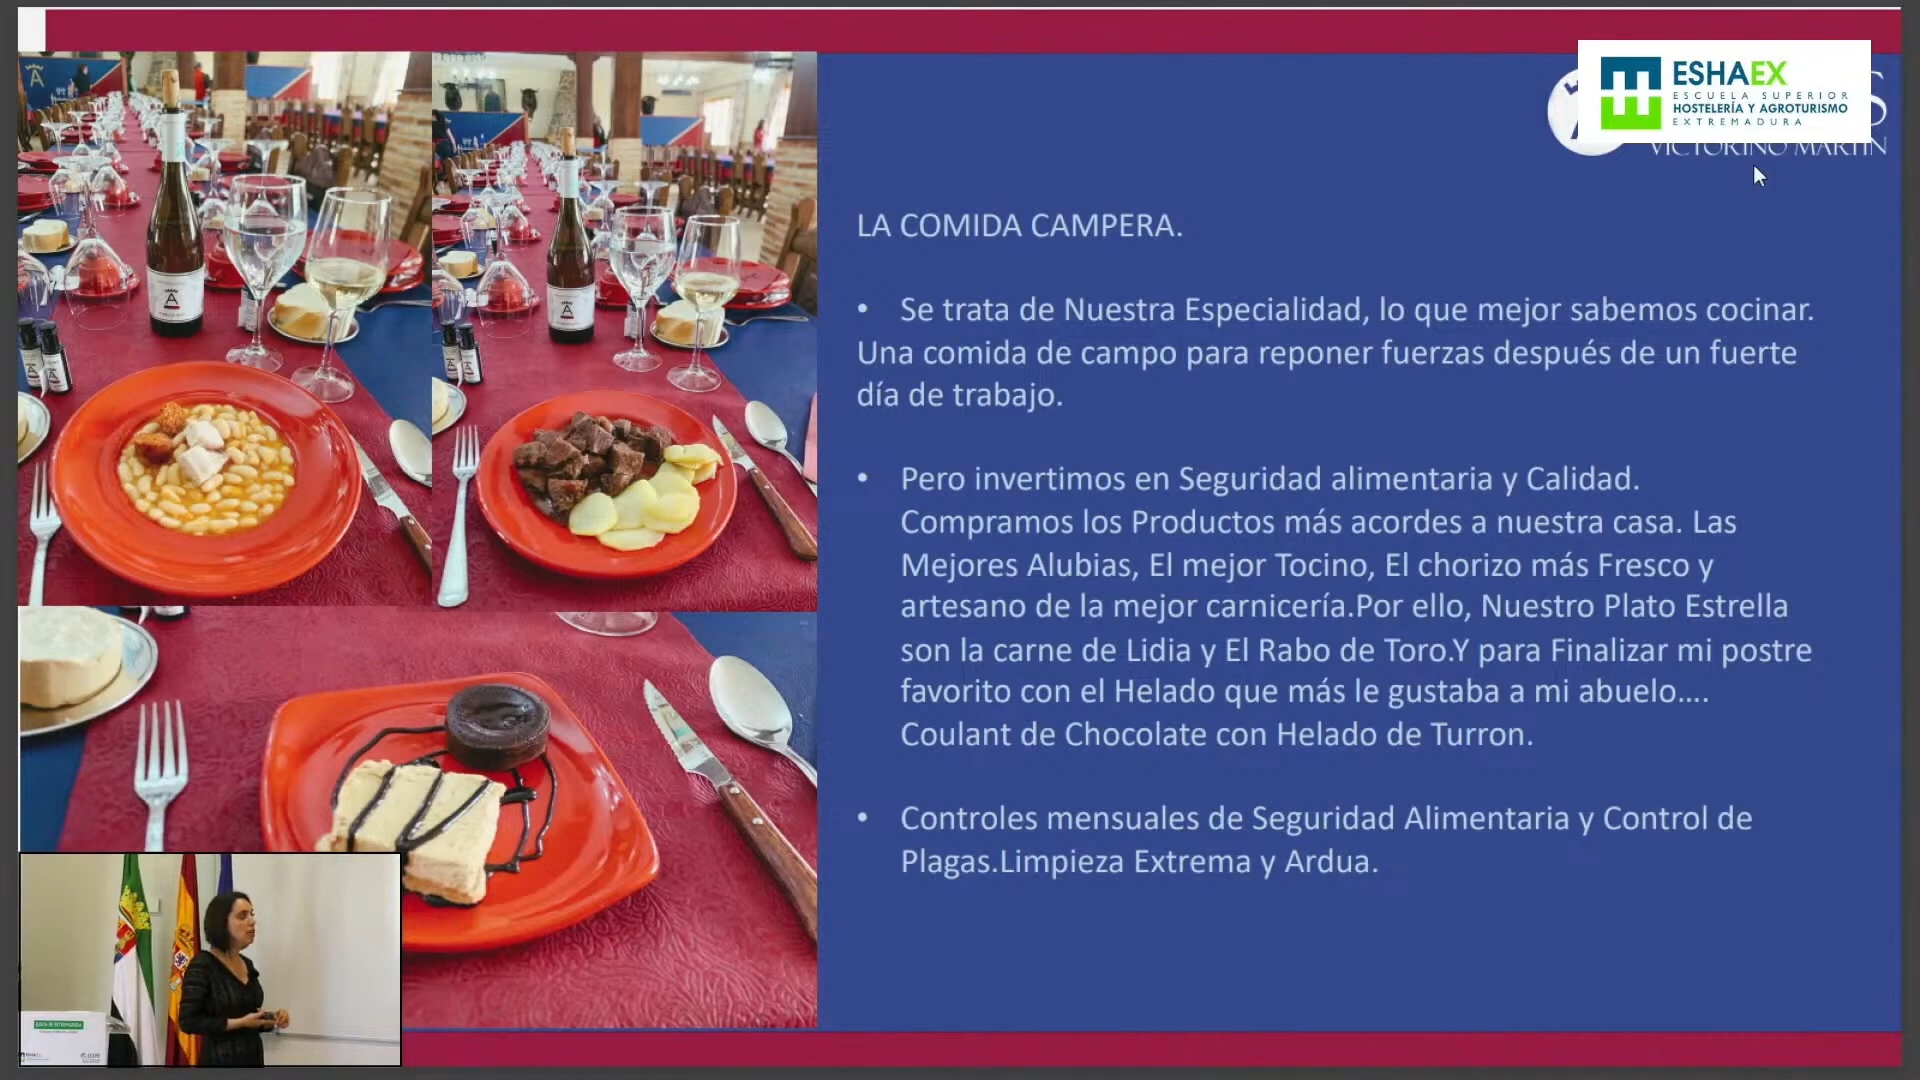 ESHAEX
ESCUELA SUPERIOR
HOSTELERÍA Y AGROTURISMO
EXTREMADURA
VICTORINO MARTÍN
LA COMIDA CAMPERA.
• Se trata de Nuestra Especialidad, lo que mejor sabemos cocinar.
Una comida de campo para reponer fuerzas después de un fuerte
día de trabajo.
• Pero invertimos en Seguridad alimentaria y Calidad.
Compramos los Productos más acordes a nuestra casa. Las
Mejores Alubias, El mejor Tocino, El chorizo más Fresco y
artesano de la mejor carnicería.Por ello, Nuestro Plato Estrella
son la carne de Lidia y El Rabo de Toro.Y para Finalizar mi postre
favorito con el Helado que más le gustaba a mi abuelo....
Coulant de Chocolate con Helado de Turron.
• Controles mensuales de Seguridad Alimentaria y Control de
Plagas.Limpieza Extrema y Ardua.
JUNTA DE EXTREMADURA